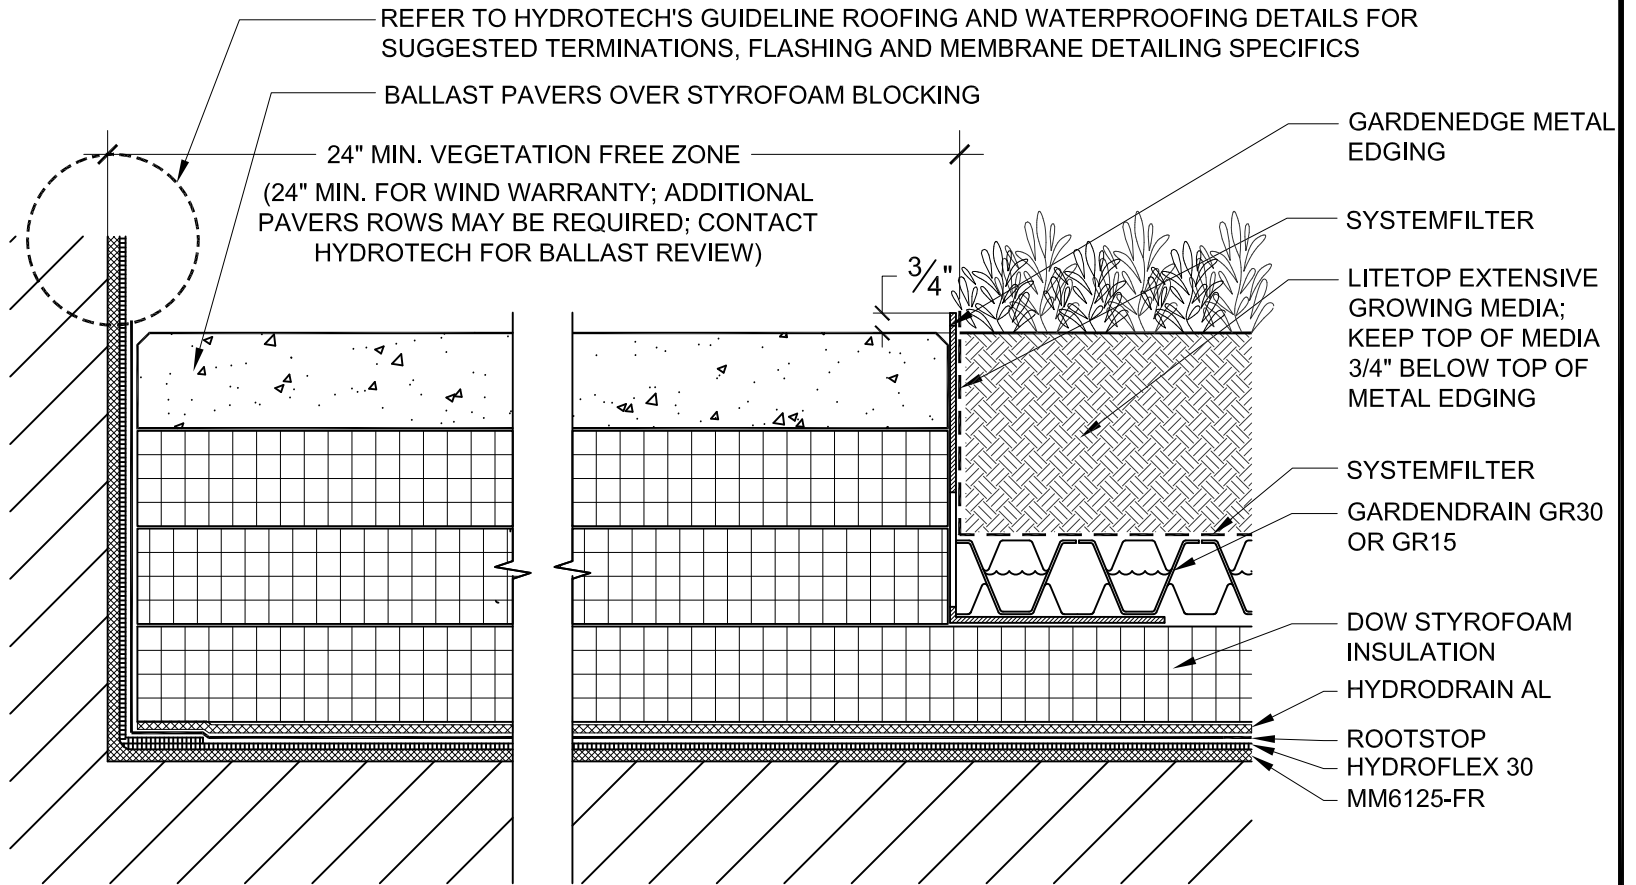 REFER TO HYDROTECH'S GUIDELINE ROOFING AND WATERPROOFING DETAILS FOR
SUGGESTED TERMINATIONS, FLASHING AND MEMBRANE DETAILING SPECIFICS
BALLAST PAVERS OVER STYROFOAM BLOCKING
24" MIN. VEGETATION FREE ZONE
(24" MIN. FOR WIND WARRANTY; ADDITIONAL
PAVERS ROWS MAY BE REQUIRED; CONTACT
HYDROTECH FOR BALLAST REVIEW)
3/4"
GARDENEDGE METAL
EDGING
SYSTEMFILTER
LITETOP EXTENSIVE
GROWING MEDIA;
KEEP TOP OF MEDIA
3/4" BELOW TOP OF
METAL EDGING
SYSTEMFILTER
GARDENDRAIN GR30
OR GR15
DOW STYROFOAM
INSULATION
HYDRODRAIN AL
ROOTSTOP
HYDROFLEX 30
MM6125-FR